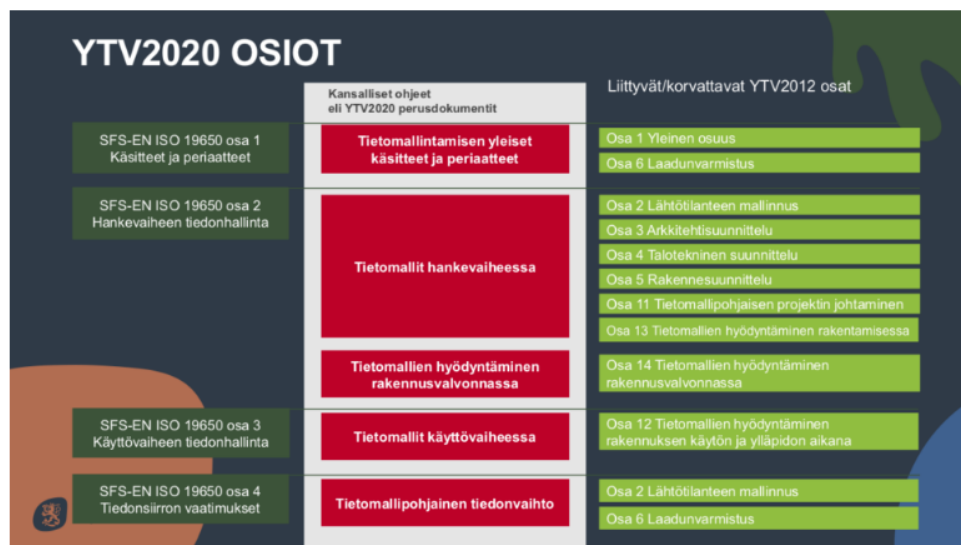 YTV2020 OSIOT
Kansalliset ohjeet
eli YTV2020 perusdokumentit
Liittyvät/korvattavat YTV2012 osat
SFS-EN ISO 19650 osa 1
Käsitteet ja periaatteet
Tietomallintamisen yleiset
käsitteet ja periaatteet
Osa 1 Yleinen osuus
Osa 6 Laadunvarmistus
SFS-EN ISO 19650 osa 2
Hankevaiheen tiedonhallinta
Tietomallit hankevaiheessa
Osa 2 Lähtötilanteen mallinnus
Osa 3 Arkkitehtisuunnittelu
Osa 4 Talotekninen suunnittelu
Osa 5 Rakennesuunnittelu
Osa 11 Tietomallipohjaisen projektin johtaminen
Osa 13 Tietomallien hyödyntäminen rakentamisessa
Tietomallien hyödyntäminen
rakennusvalvonnassa
Osa 14 Tietomallien hyödyntäminen
rakennusvalvonnassa
SFS-EN ISO 19650 osa 3
Käyttövaiheen tiedonhallinta
Tietomallit käyttövaiheessa
Osa 12 Tietomallien hyödyntäminen
rakennuksen käytön ja ylläpidon aikana
SFS-EN ISO 19650 osa 4
Tiedonsiirron vaatimukset
Tietomallipohjainen tiedonvaihto
Osa 2 Lähtötilanteen mallinnus
Osa 6 Laadunvarmistus